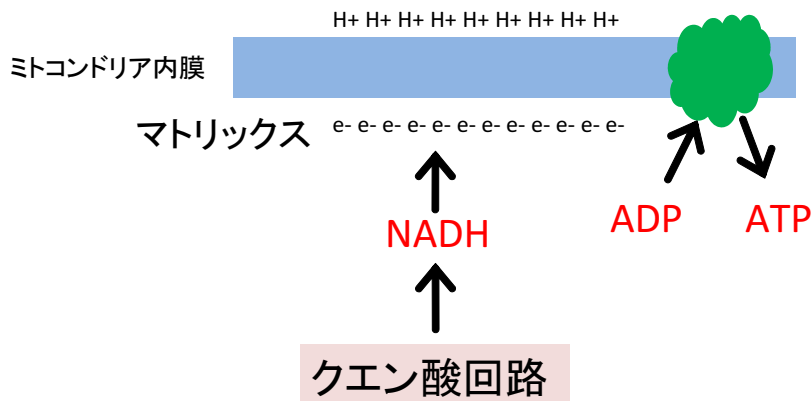 H+ H+ H+ H+ H+ H+ H+ H+ H+ H+
ミトコンドリア内膜
マトリックス
e- e- e- e- e- e- e- e- e- e- e- e-
NADH
ADP
ATP
クエン酸回路